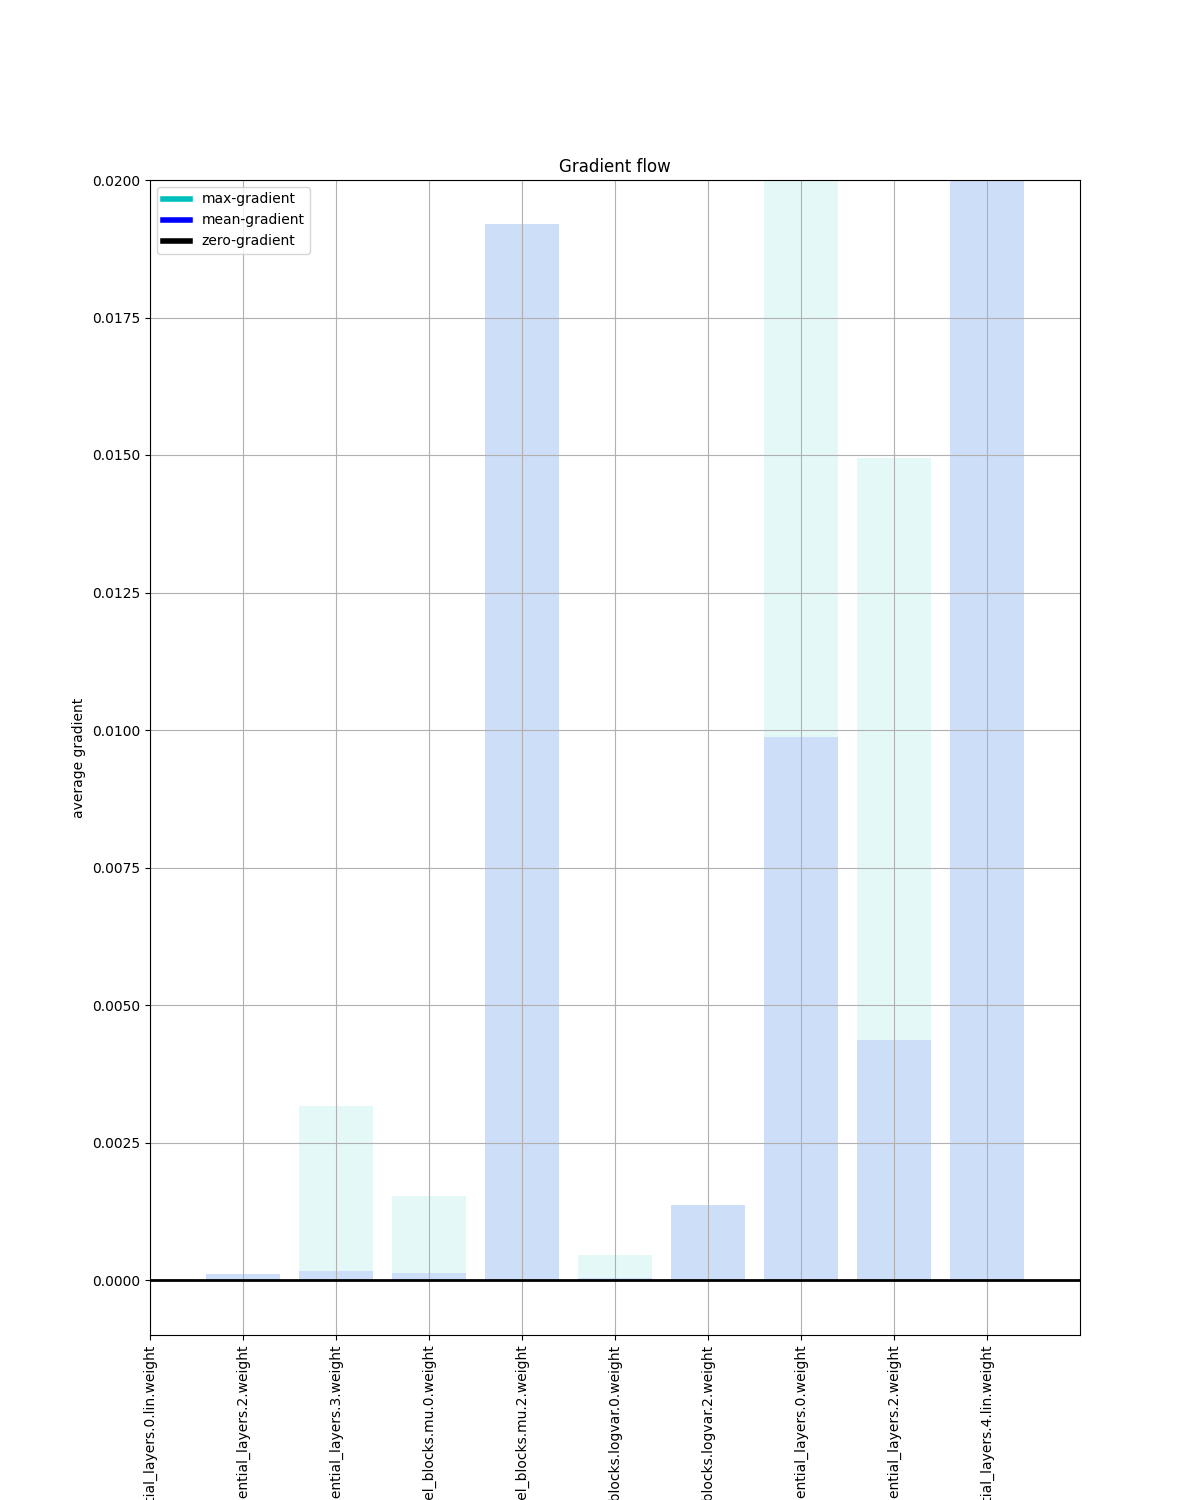 Gradient flow
max-gradient
mean-gradient
zero-gradient
0.0200
0.0175
0.0150
0.0125
0.0100
0.0075
0.0050
0.0025
0.0000
average gradient
tial_layers.0.lin.weight
ential_layers.2.weight
ential_layers.3.weight
el_blocks.mu.0.weight
el_blocks.mu.2.weight
blocks.logvar.0.weight
blocks.logvar.2.weight
ential_layers.0.weight
ential_layers.2.weight
tial_layers.4.lin.weight